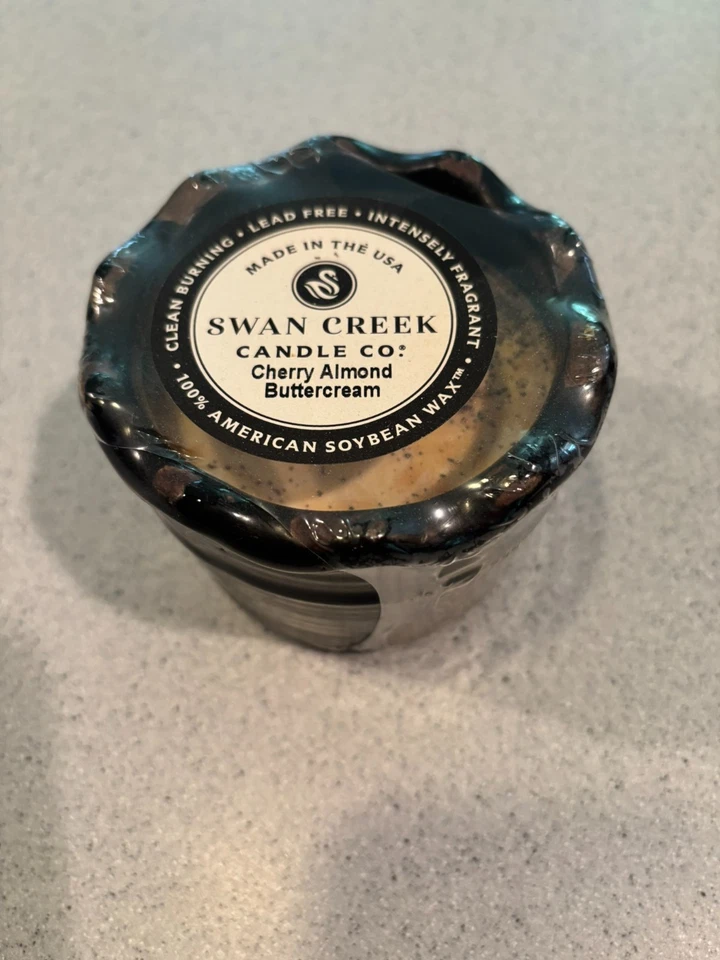 CLEAN BURNING • LEAD FREE • INTENSELY FRAGRANT
MADE IN THE USA
SWAN CREEK
CANDLE CO.®
Cherry Almond
Buttercream
• 100% AMERICAN SOYBEAN WAX™ •